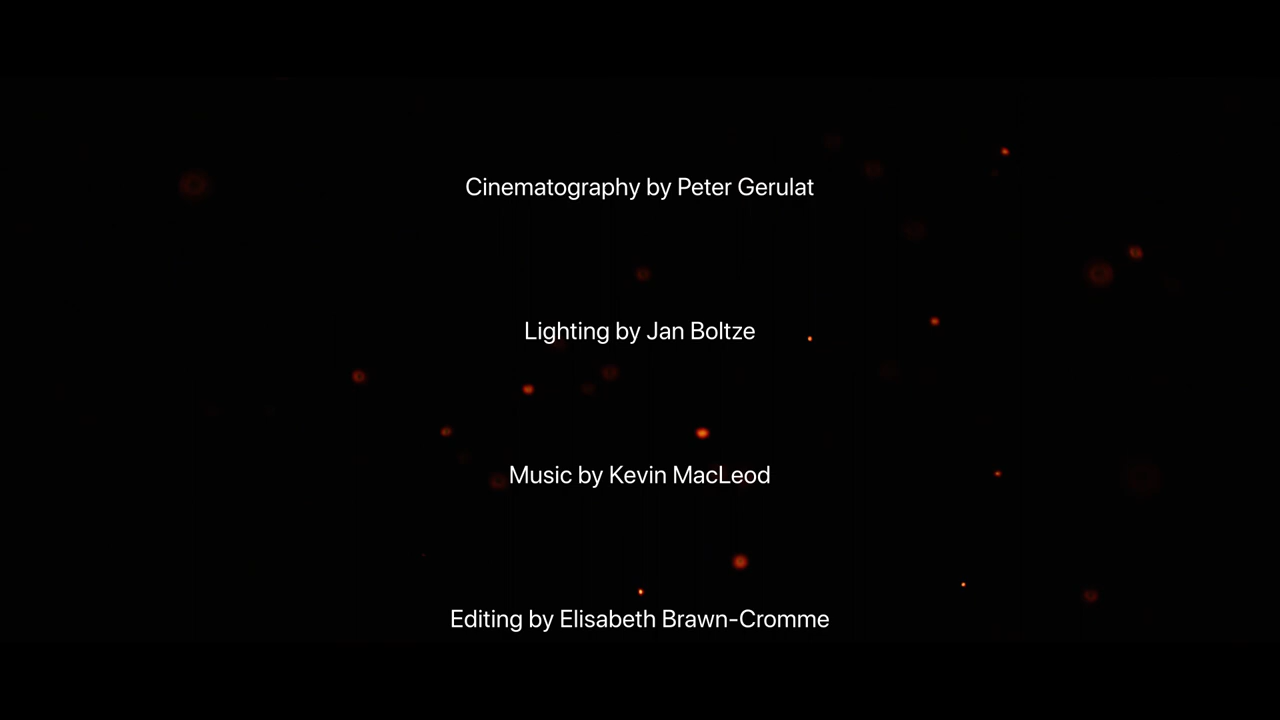 Cinematography by Peter Gerulat
Lighting by Jan Boltze
Music by Kevin MacLeod
Editing by Elisabeth Brawn-Cromme